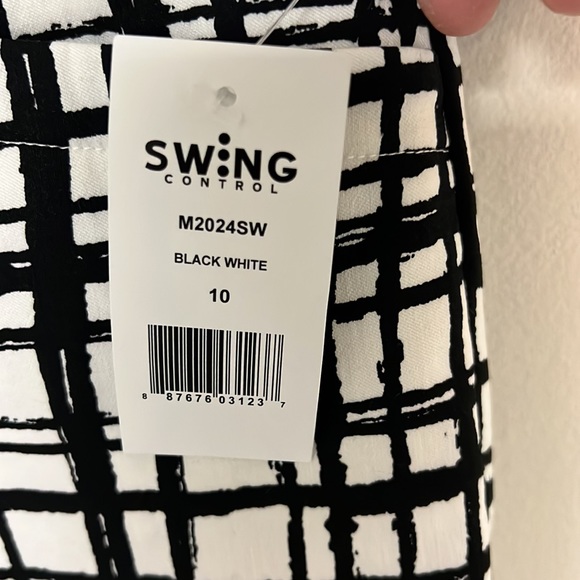 SWING
CONTROL
M2024SW
BLACK WHITE
10
8 87676 03123 7